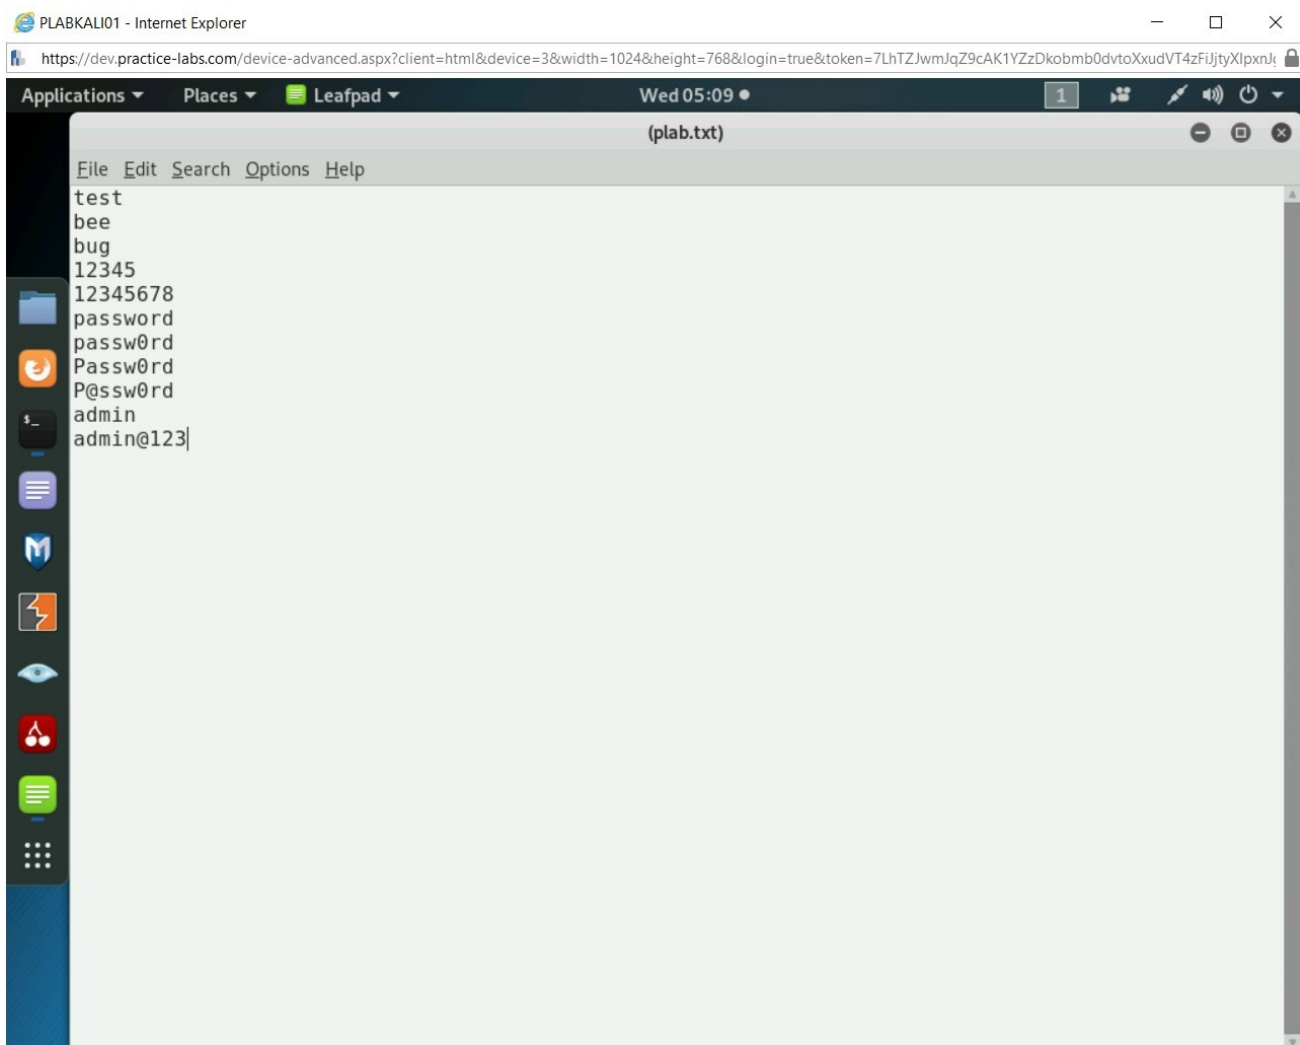 PLABKALI01 - Internet Explorer
https://dev.practice-labs.com/device-advanced.aspx?client=html&device=3&width=1024&height=768&login=true&token=7LhTZJwmJqZ9cAK1YZzDkobmb0dvtoXxudVT4zFiJjtyXIpxnJ
Applications Places Leafpad Wed 05:09 1
(plab.txt)
File Edit Search Options Help
test
bee
bug
12345
12345678
password
passw0rd
Passw0rd
P@ssw0rd
admin
admin@123